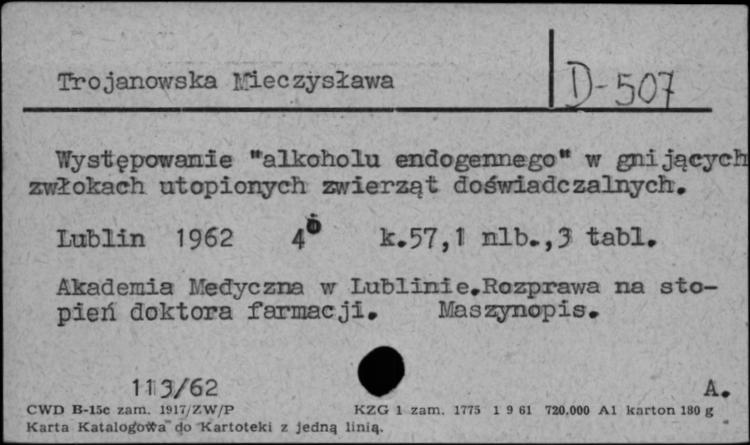 Trojanowska Mieczysława
D-507
Występowanie "alkoholu endogennego" w gnijących
zwłokach utopionych zwierząt doświadczalnych.
Lublin 1962 4° k.57,1 nlb.,3 tabl.
Akademia Medyczna w Lublinie.Rozprawa na sto-
pień doktora farmacji. Maszynopis.
113/62 A.
CWD B-15c zam. 1917/ZW/P KZG 1 zam. 1775 1 9 61 720.000 A1 karton 180 g
Karta Katalogowa do Kartoteki z jedną linią.